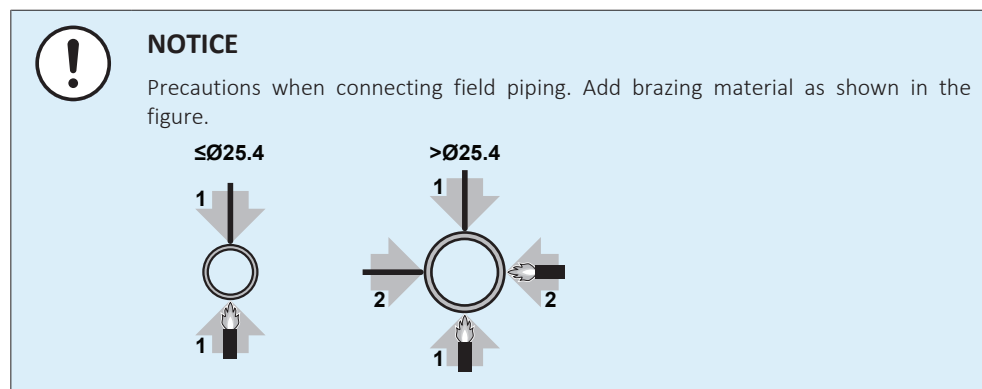 NOTICE
Precautions when connecting field piping. Add brazing material as shown in the
figure.
≤Ø25.4 >Ø25.4
1 1
2 2
1 1